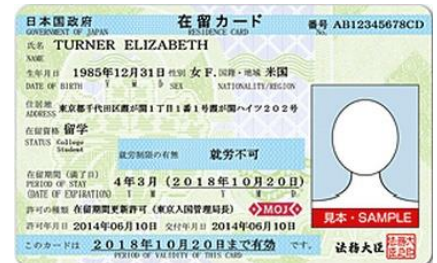 日本国政府 在留カード 番号 AB12345678CD
GOVERNMENT OF JAPAN RESIDENCE CARD No.
氏名 TURNER ELIZABETH
NAME
生年月日 1985年12月31日 性別 女 F. 国籍・地域 米国
DATE OF BIRTH Y M D SEX NATIONALITY/REGION
住居地 東京都千代田区霞が関1丁目1番1号霞が関ハイツ202号
ADDRESS
在留資格 留学
STATUS College
Student
就労制限の有無 就労不可
在留期間(満了日) 4年3月(2018年10月20日)
PERIOD OF STAY
(DATE OF EXPIRATION) Y M Y M D
許可の種類 在留期間更新許可(東京入国管理局長) MOJ
見本・SAMPLE
許可年月日 2014年06月10日 交付年月日 2014年06月10日
このカードは 2018年10月20日まで有効 です。
PERIOD OF VALIDITY OF THIS CARD
法務大臣